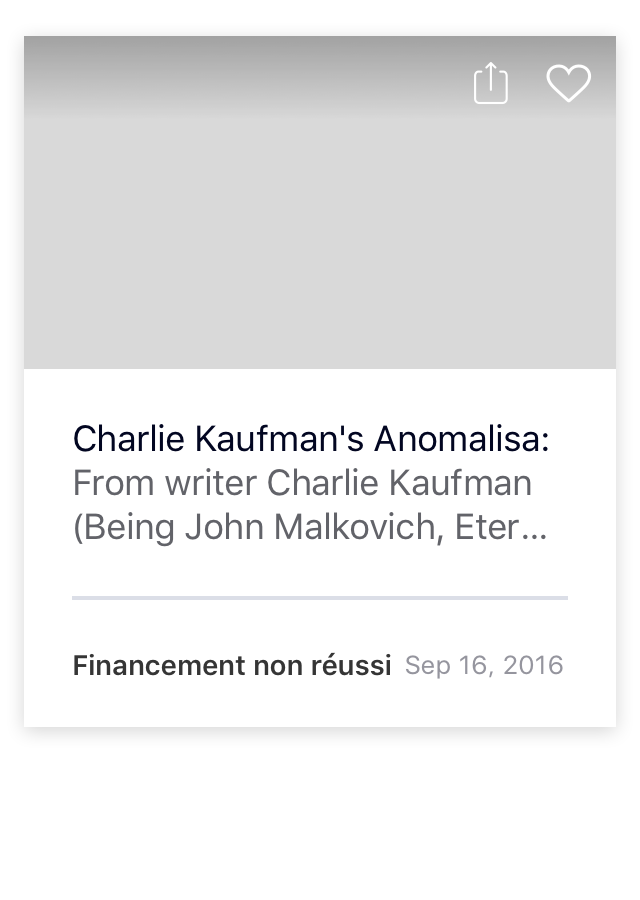 Charlie Kaufman's Anomalisa:
From writer Charlie Kaufman
(Being John Malkovich, Eter...
Financement non réussi Sep 16, 2016